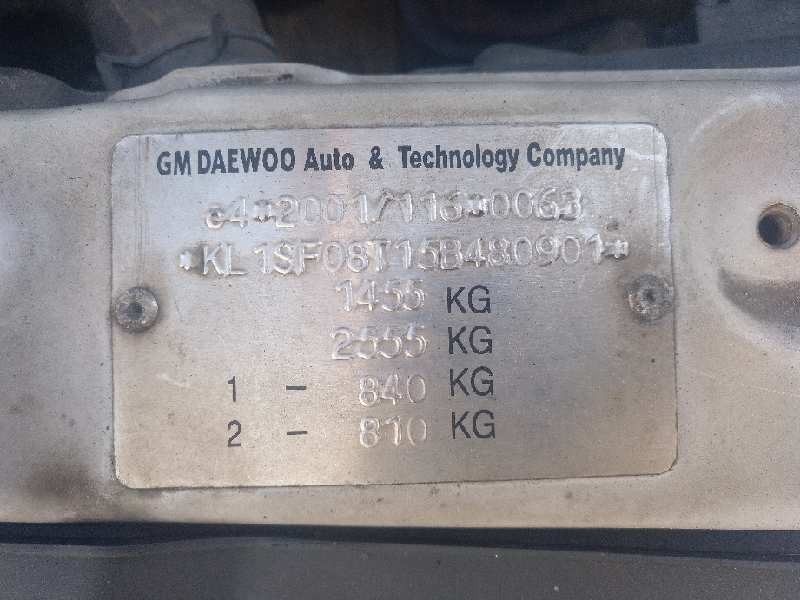 GM DAEWOO Auto & Technology Company
e4*2001/116*0063
*KL1SF08T15B480901*
1455 KG
2555 KG
1 - 840 KG
2 - 810 KG